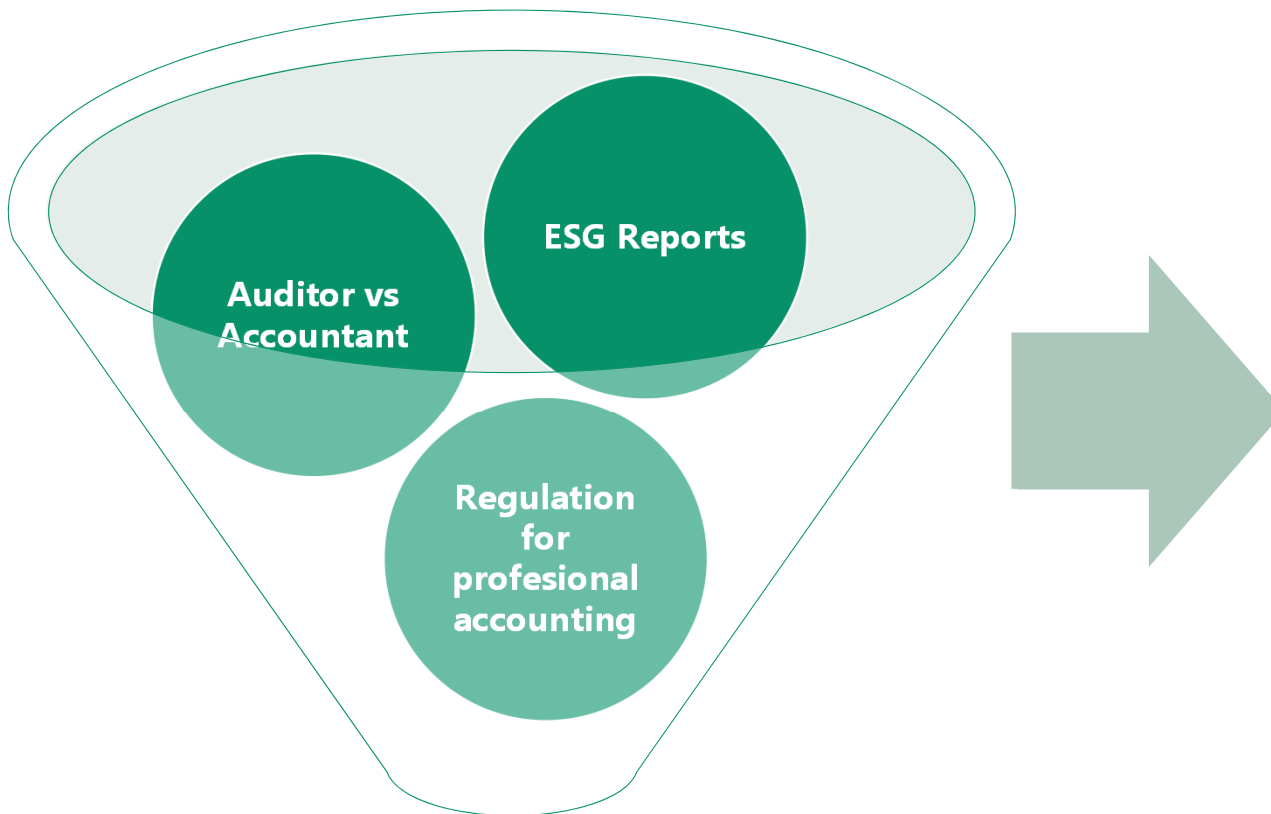 ESG Reports
Auditor vs
Accountant
Regulation
for
profesional
accounting